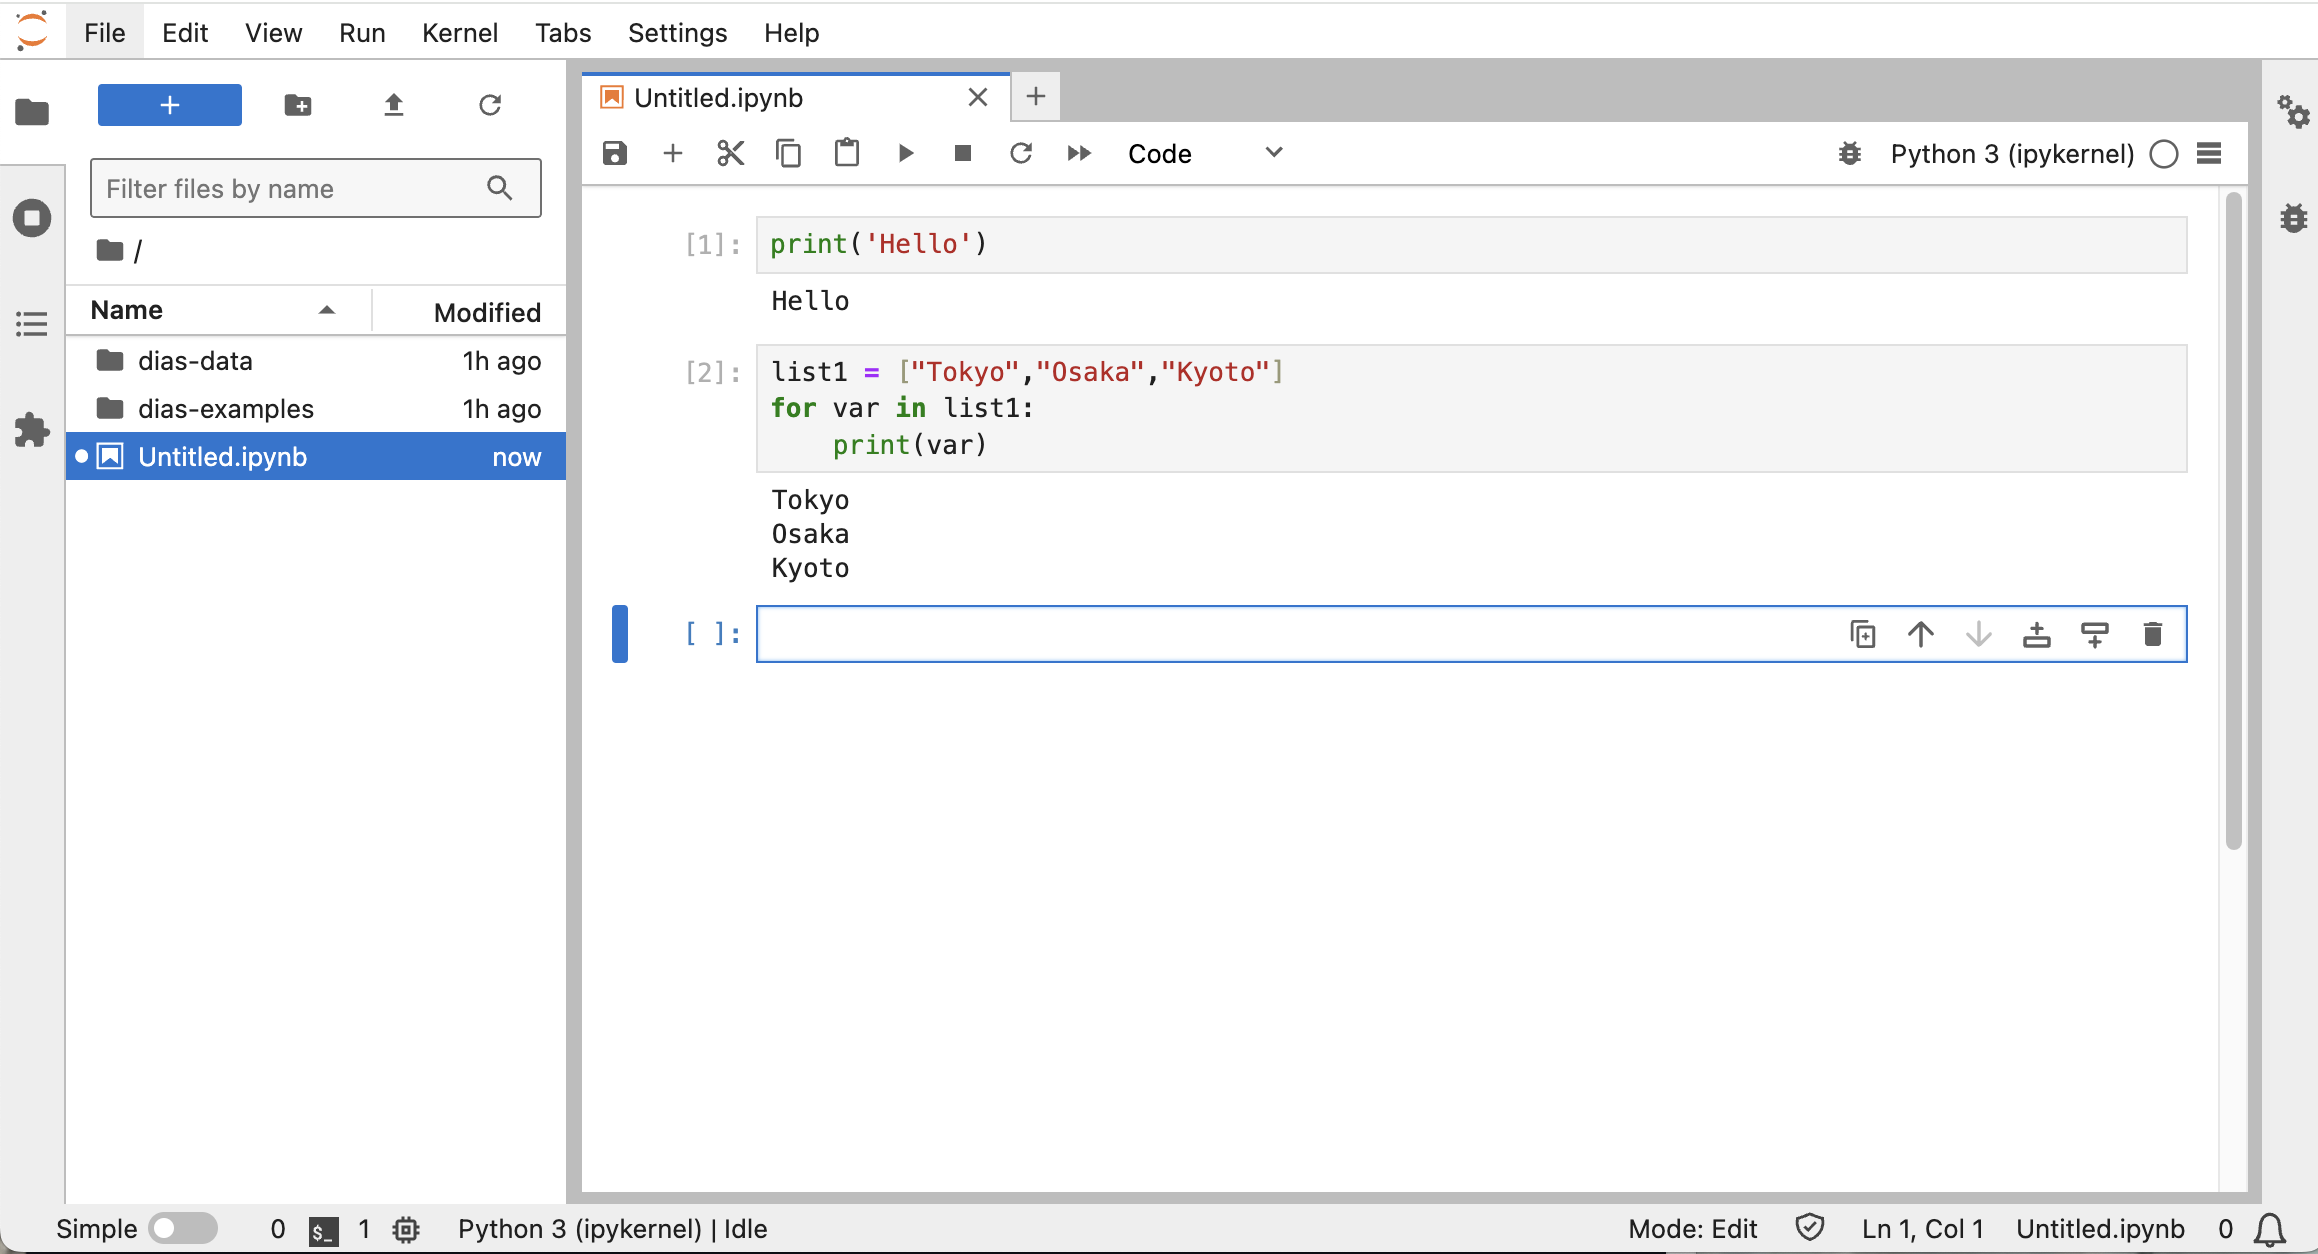 File Edit View Run Kernel Tabs Settings Help
+
Filter files by name
/
Name Modified
dias-data 1h ago
dias-examples 1h ago
Untitled.ipynb now
Untitled.ipynb
Code
Python 3 (ipykernel)
[1]: print('Hello')
Hello
[2]: list1 = ["Tokyo","Osaka","Kyoto"]
for var in list1:
    print(var)
Tokyo
Osaka
Kyoto
[ ]:
Simple 0 $_ 1 Python 3 (ipykernel) | Idle Mode: Edit Ln 1, Col 1 Untitled.ipynb 0